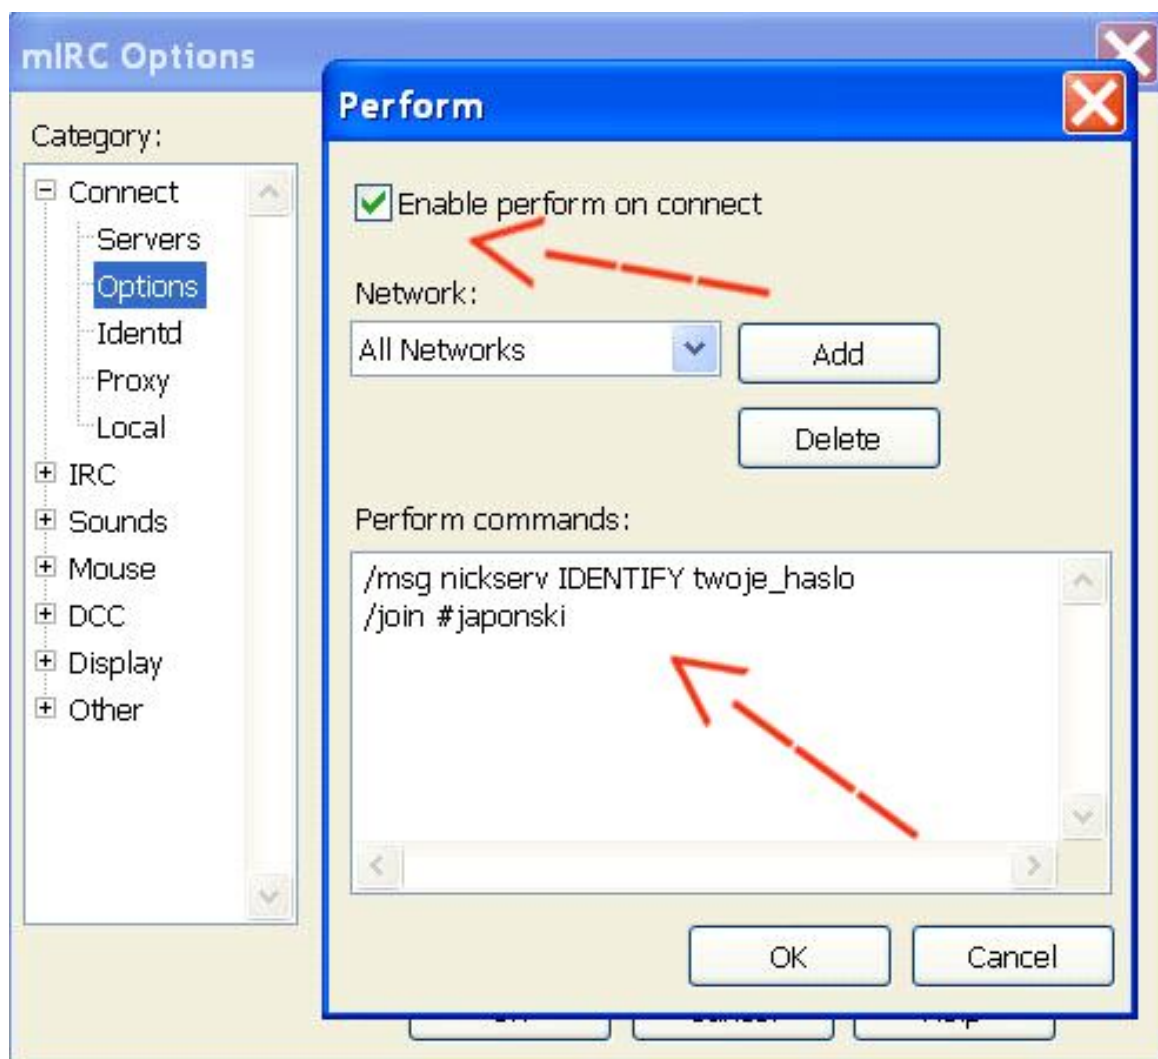 mIRC Options
Perform
Category:
Connect
Servers
Options
Identd
Proxy
Local
IRC
Sounds
Mouse
DCC
Display
Other
Enable perform on connect
Network:
All Networks
Add
Delete
Perform commands:
/msg nickserv IDENTIFY twoje_haslo
/join #japonski
OK
Cancel